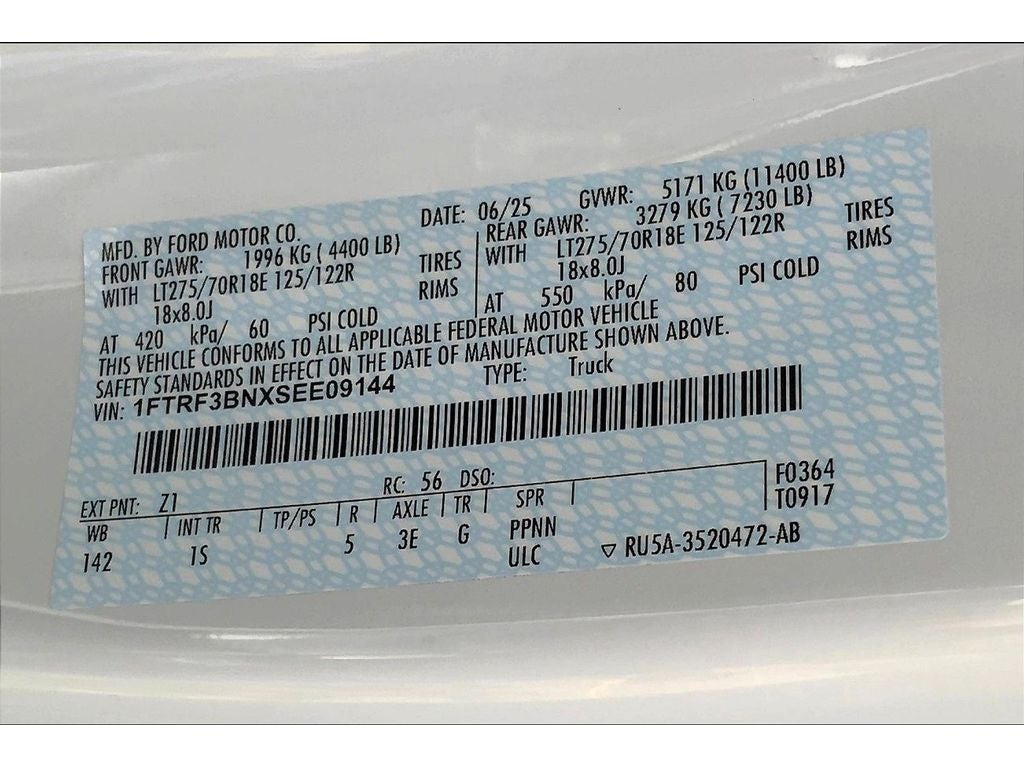 MFD. BY FORD MOTOR CO. DATE: 06/25 GVWR: 5171 KG (11400 LB)
FRONT GAWR: 1996 KG ( 4400 LB) REAR GAWR: 3279 KG ( 7230 LB)
WITH LT275/70R18E 125/122R TIRES WITH LT275/70R18E 125/122R TIRES
18x8.0J RIMS 18x8.0J RIMS
AT 420 kPa/ 60 PSI COLD AT 550 kPa/ 80 PSI COLD
THIS VEHICLE CONFORMS TO ALL APPLICABLE FEDERAL MOTOR VEHICLE
SAFETY STANDARDS IN EFFECT ON THE DATE OF MANUFACTURE SHOWN ABOVE.
VIN: 1FTRF3BNXSEE09144 TYPE: Truck
EXT PNT: Z1 RC: 56 DSO: F0364
WB INT TR TP/PS R AXLE TR SPR T0917
142 1S 5 3E G PPNN
ULC ▽ RU5A-3520472-AB